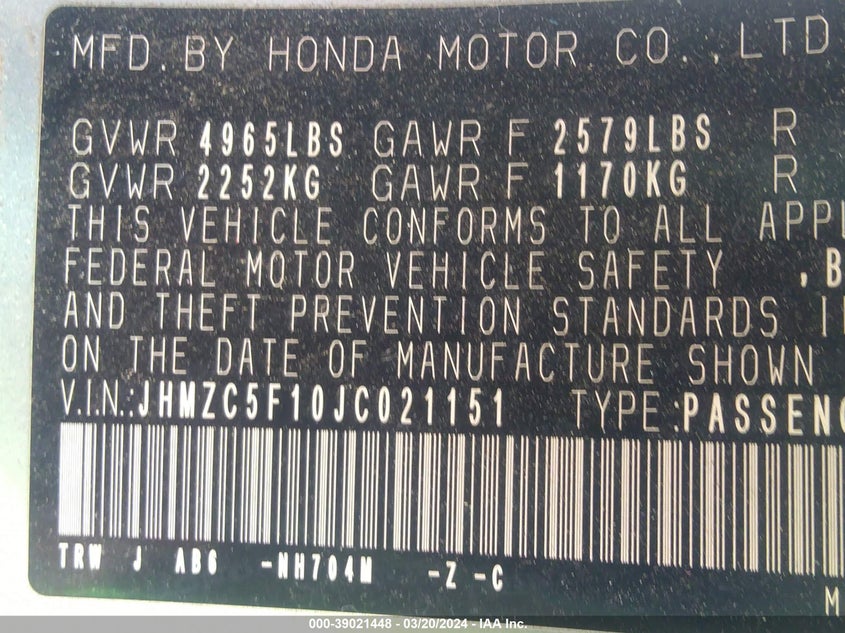 MFD. BY HONDA MOTOR CO., LTD
GVWR 4965LBS GAWR F 2579LBS R
GVWR 2252KG GAWR F 1170KG R
THIS VEHICLE CONFORMS TO ALL APPL
FEDERAL MOTOR VEHICLE SAFETY ,B
AND THEFT PREVENTION STANDARDS I
ON THE DATE OF MANUFACTURE SHOWN
V.I.N.:JHMZC5F10JC021151 TYPE:PASSENG
TRW J AB6 -NH704M -Z -C
M
000-39021448 - 03/20/2024 - IAA Inc.